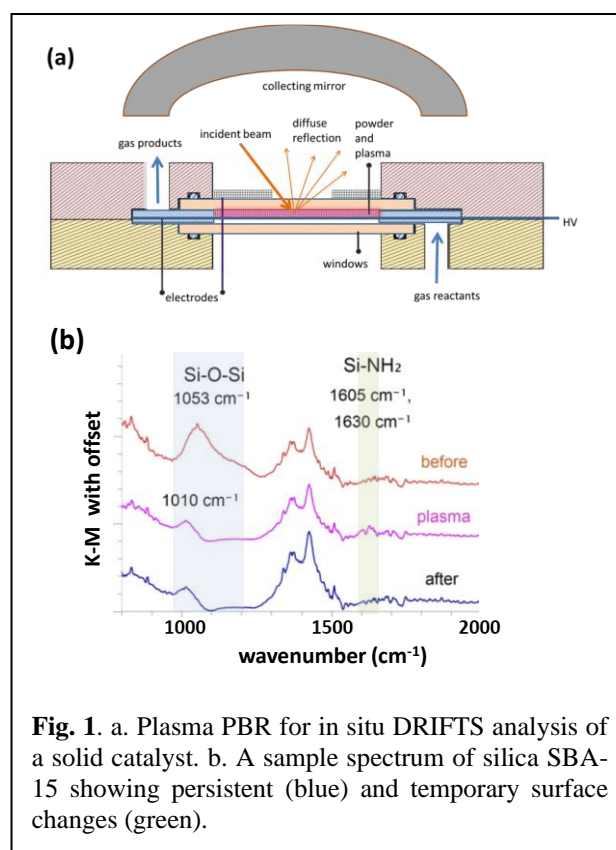 (a)
collecting mirror
gas products
incident beam
diffuse
reflection
powder
and
plasma
HV
windows
electrodes
gas reactants
(b)
Si-O-Si
1053 cm⁻¹
Si-NH₂
1605 cm⁻¹,
1630 cm⁻¹
before
1010 cm⁻¹
plasma
after
K-M with offset
1000
1500
2000
wavenumber (cm⁻¹)
Fig. 1. a. Plasma PBR for in situ DRIFTS analysis of
a solid catalyst. b. A sample spectrum of silica SBA-
15 showing persistent (blue) and temporary surface
changes (green).